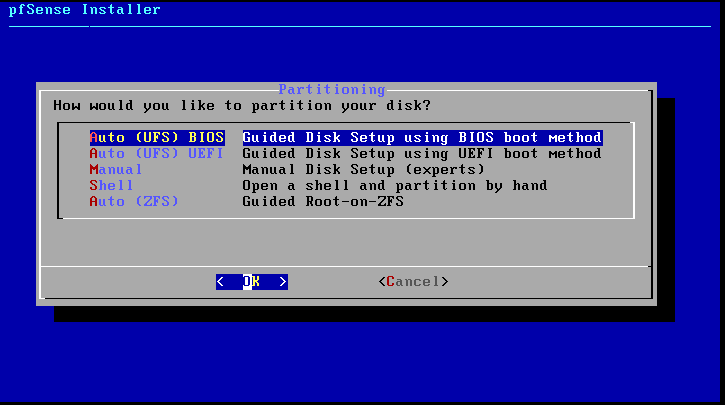 pfSense Installer
Partitioning
How would you like to partition your disk?
Auto (UFS) BIOS Guided Disk Setup using BIOS boot method
Auto (UFS) UEFI Guided Disk Setup using UEFI boot method
Manual Manual Disk Setup (experts)
Shell Open a shell and partition by hand
Auto (ZFS) Guided Root-on-ZFS
< OK > <Cancel>